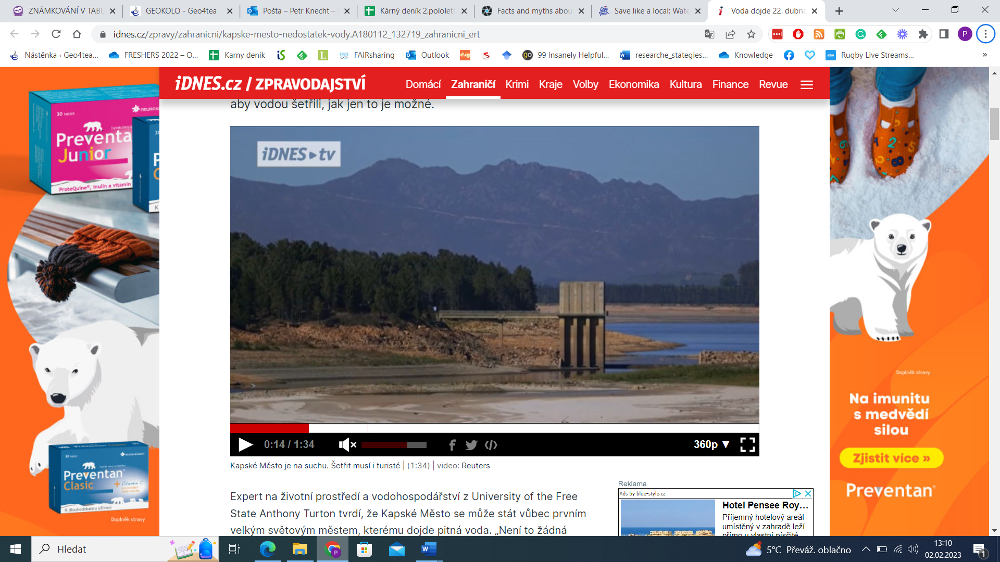 ZNÁMKOVÁNÍ V TABU
GEOKOLO - Geo4tea
Pošta – Petr Knecht –
Kárný deník 2.pololetí
Facts and myths abou
Save like a local: Wate
Voda dojde 22. dubna
idnes.cz/zpravy/zahranicni/kapske-mesto-nedostatek-vody.A180112_132719_zahranicni_ert
P
Nástěnka ‹ Geo4tea...
FRESHERS 2022 – O...
Karny denik
FAIRsharing
Outlook
99 Insanely Helpful...
researche_stategies...
Knowledge
Rugby Live Streams...
»
iDNES.cz / ZPRAVODAJSTVÍ
Domácí Zahraničí Krimi Kraje Volby Ekonomika Kultura Finance Revue
aby vodou šetřili, jak jen to je možné.
iDNES tv
0:14 / 1:34
360p
Kapské Město je na suchu. Šetřit musí i turisté | (1:34) | video: Reuters
Expert na životní prostředí a vodohospodářství z University of the Free
State Anthony Turton tvrdí, že Kapské Město se může stát vůbec prvním
velkým světovým městem, kterému dojde pitná voda. „Není to žádná
Reklama
Ads by blue-style.cz
Hotel Pensee Roy...
Příjemný hotelový areál
umístěný v zahradě leží
přímo u vlastní písčité
30 tablet
Preventa
Junior
ProteQuine®, inulin a vitamin
30 tablet
Preventan
Clasic
+ Vitamin C
K dlouhodobému užívání
Doplněk stravy
Doplněk stravy
Na imunitu
s medvědí
silou
Zjistit více »
Preventan
Hledat
5°C Převáž. oblačno
13:10
02.02.2023
1